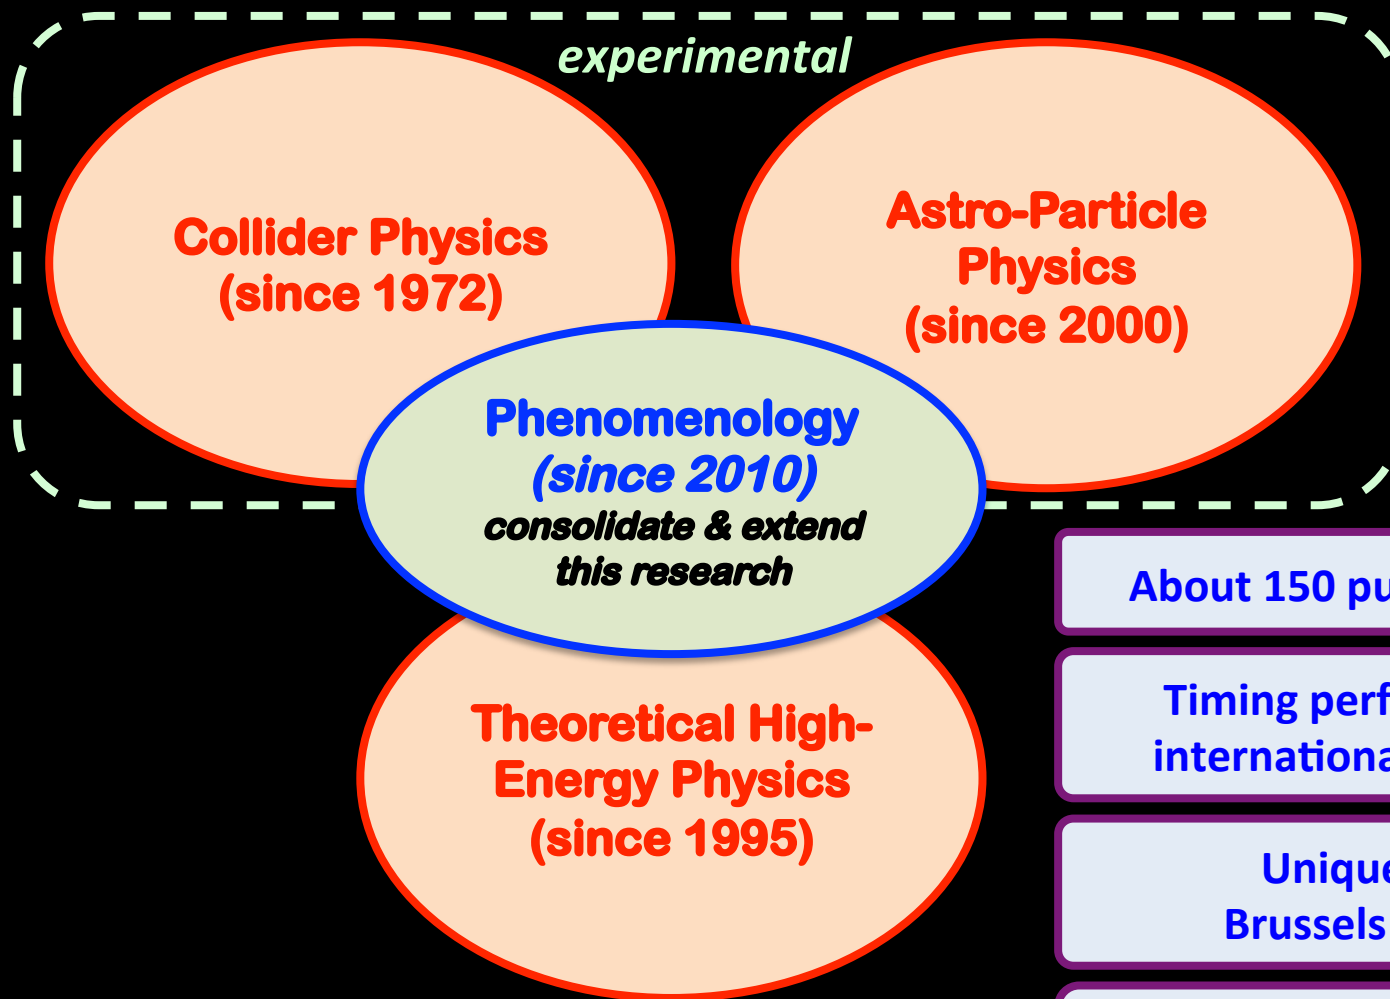 experimental
Collider Physics
(since 1972)
Astro-Particle
Physics
(since 2000)
Phenomenology
(since 2010)
consolidate & extend
this research
Theoretical High-
Energy Physics
(since 1995)
About 150
Timing
Brussels